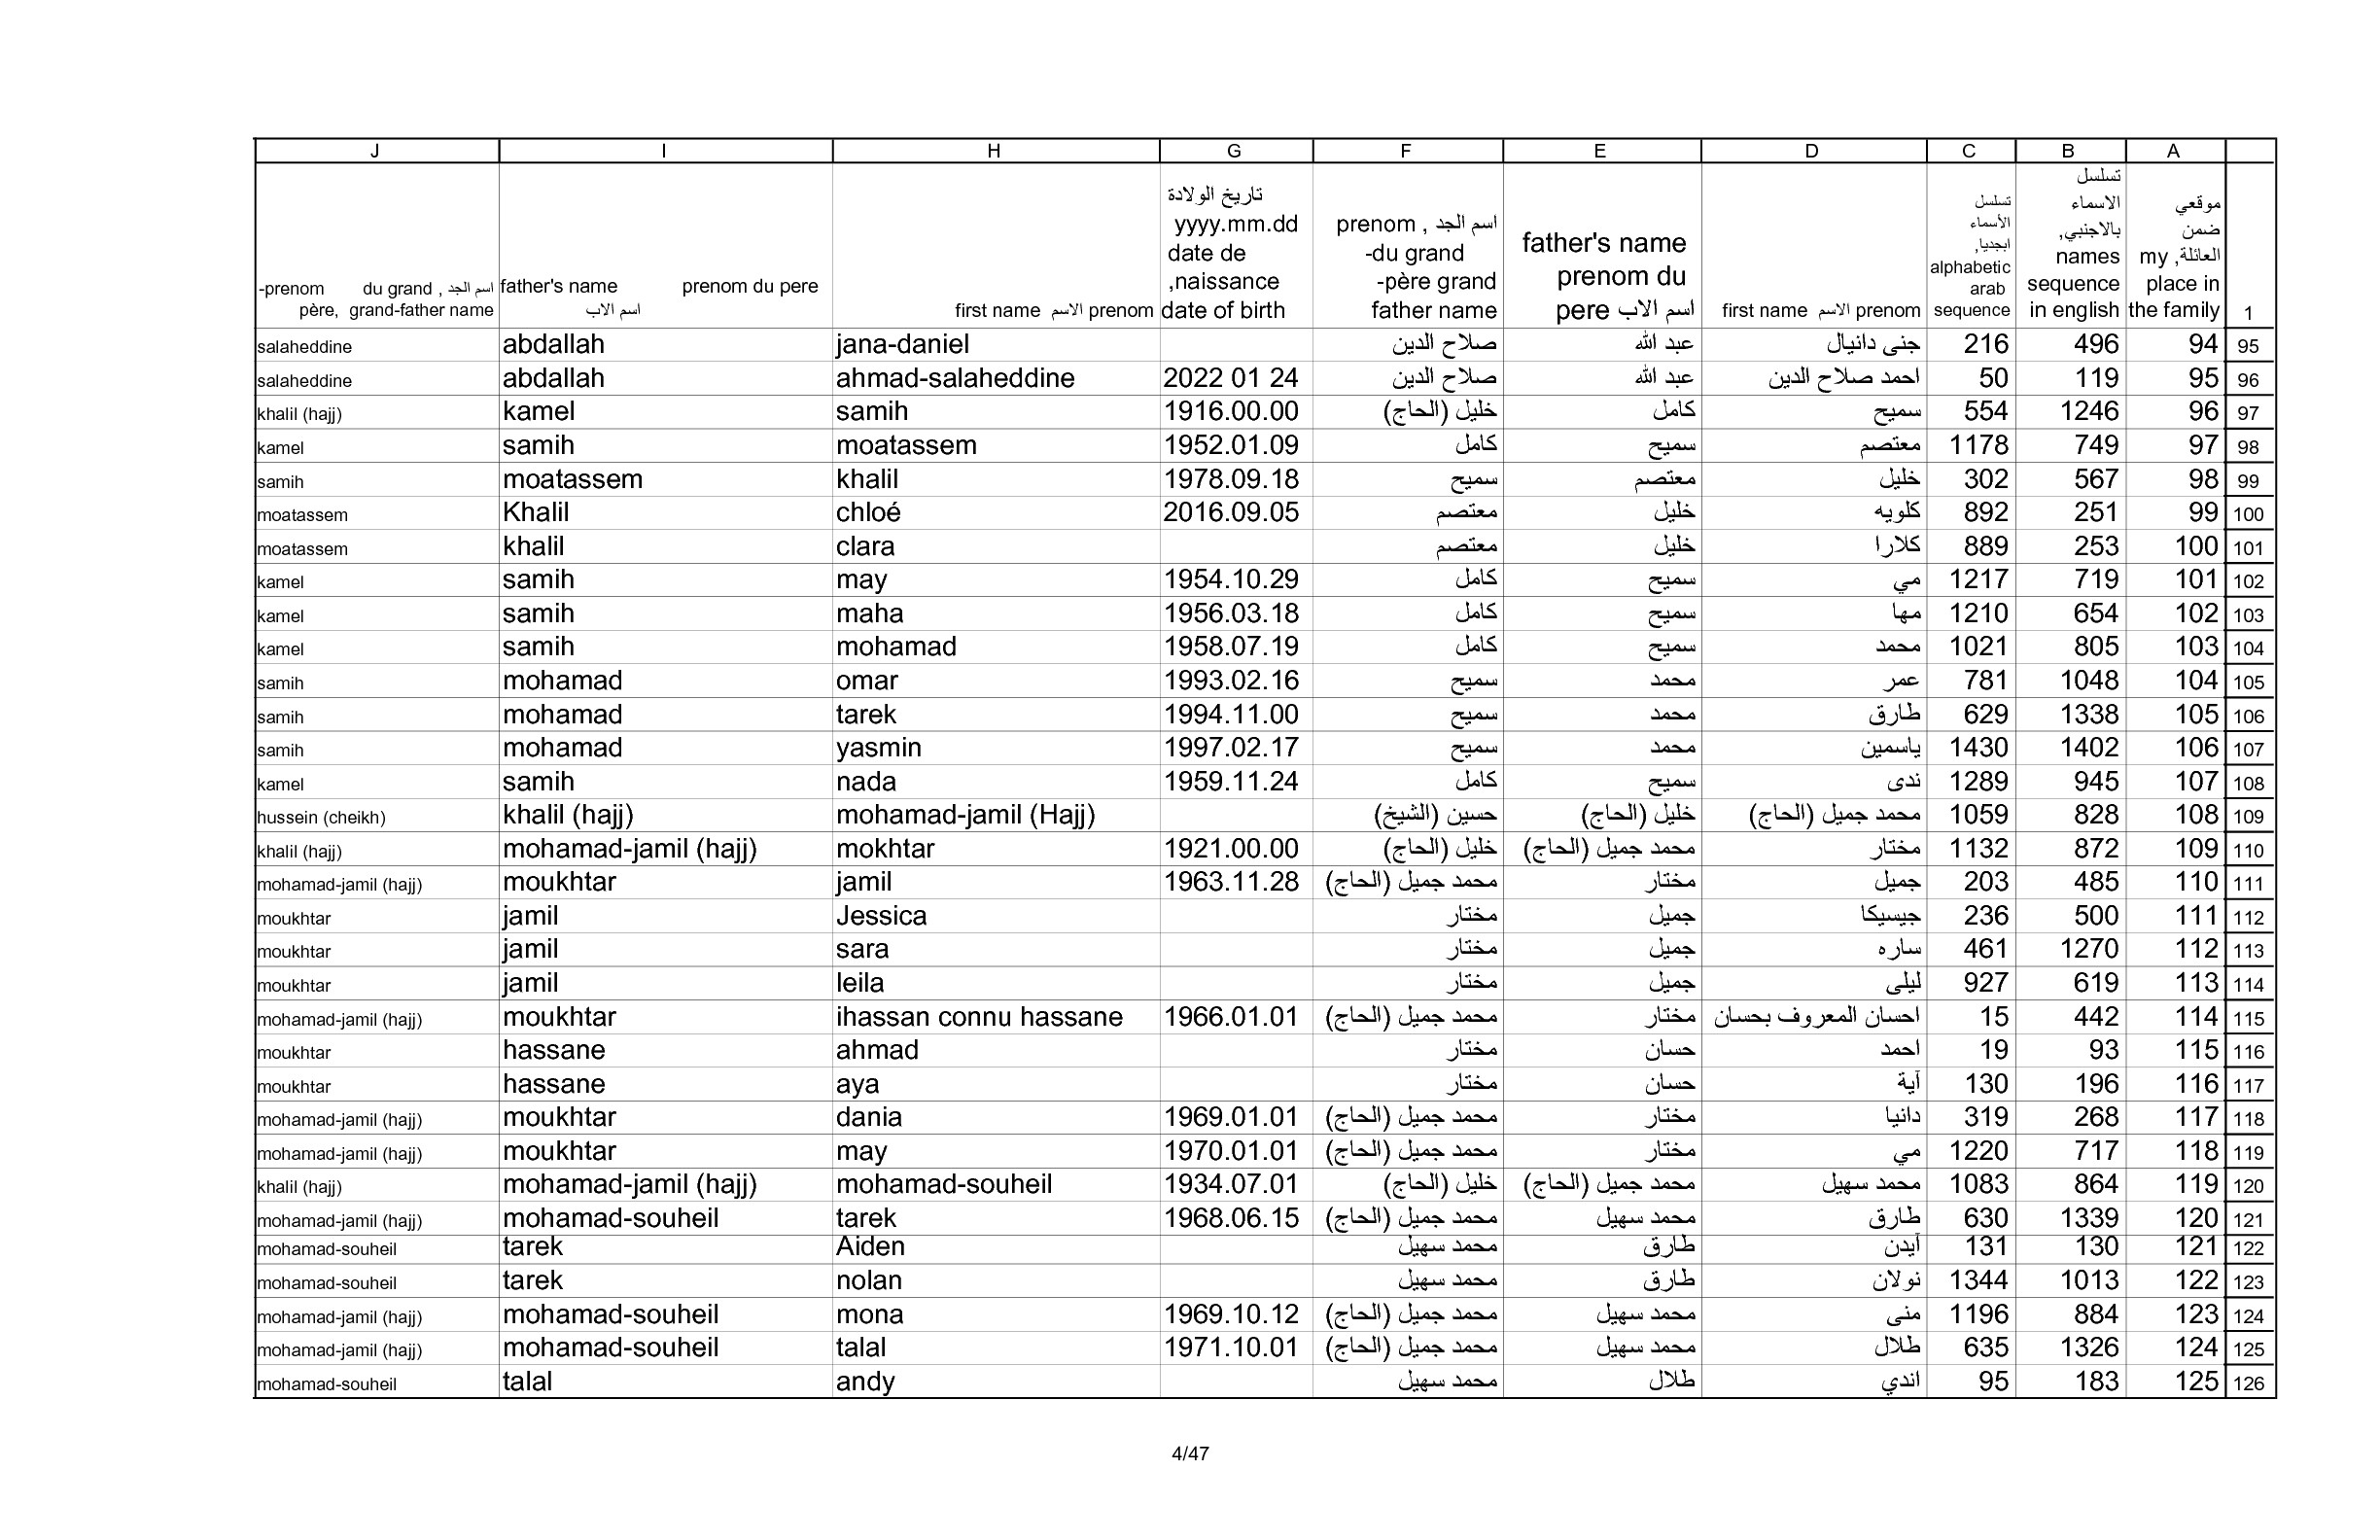 J I H G F E D C B A
-prenom du grand , اسم الجد père, grand-father name
father's name prenom du pere اسم الاب
first name الاسم prenom
تاريخ الولادة yyyy.mm.dd date de ,naissance date of birth
prenom , اسم الجد -du grand -père grand father name
father's name prenom du pere اسم الاب
first name الاسم prenom
تسلسل الأسماء ابجديا, alphabetic arab sequence
تسلسل الاسماء بالاجنبي, names sequence in english
موقعي ضمن العائلة, my place in the family
1
salaheddine abdallah jana-daniel صلاح الدين عبد الله جنى دانيال 216 496 94 95
salaheddine abdallah ahmad-salaheddine 2022 01 24 صلاح الدين عبد الله احمد صلاح الدين 50 119 95 96
khalil (hajj) kamel samih 1916.00.00 خليل (الحاج) كامل سميح 554 1246 96 97
kamel samih moatassem 1952.01.09 كامل سميح معتصم 1178 749 97 98
samih moatassem khalil 1978.09.18 سميح معتصم خليل 302 567 98 99
moatassem Khalil chloé 2016.09.05 معتصم خليل كلويه 892 251 99 100
moatassem khalil clara معتصم خليل كلارا 889 253 100 101
kamel samih may 1954.10.29 كامل سميح مي 1217 719 101 102
kamel samih maha 1956.03.18 كامل سميح مها 1210 654 102 103
kamel samih mohamad 1958.07.19 كامل سميح محمد 1021 805 103 104
samih mohamad omar 1993.02.16 سميح محمد عمر 781 1048 104 105
samih mohamad tarek 1994.11.00 سميح محمد طارق 629 1338 105 106
samih mohamad yasmin 1997.02.17 سميح محمد ياسمين 1430 1402 106 107
kamel samih nada 1959.11.24 كامل سميح ندى 1289 945 107 108
hussein (cheikh) khalil (hajj) mohamad-jamil (Hajj) حسين (الشيخ) خليل (الحاج) محمد جميل (الحاج) 1059 828 108 109
khalil (hajj) mohamad-jamil (hajj) mokhtar 1921.00.00 خليل (الحاج) محمد جميل (الحاج) مختار 1132 872 109 110
mohamad-jamil (hajj) moukhtar jamil 1963.11.28 محمد جميل (الحاج) مختار جميل 203 485 110 111
moukhtar jamil Jessica مختار جميل جيسيكا 236 500 111 112
moukhtar jamil sara مختار جميل ساره 461 1270 112 113
moukhtar jamil leila مختار جميل ليلى 927 619 113 114
mohamad-jamil (hajj) moukhtar ihassan connu hassane 1966.01.01 محمد جميل (الحاج) مختار احسان المعروف بحسان 15 442 114 115
moukhtar hassane ahmad مختار حسان احمد 19 93 115 116
moukhtar hassane aya مختار حسان آية 130 196 116 117
mohamad-jamil (hajj) moukhtar dania 1969.01.01 محمد جميل (الحاج) مختار دانيا 319 268 117 118
mohamad-jamil (hajj) moukhtar may 1970.01.01 محمد جميل (الحاج) مختار مي 1220 717 118 119
khalil (hajj) mohamad-jamil (hajj) mohamad-souheil 1934.07.01 خليل (الحاج) محمد جميل (الحاج) محمد سهيل 1083 864 119 120
mohamad-jamil (hajj) mohamad-souheil tarek 1968.06.15 محمد جميل (الحاج) محمد سهيل طارق 630 1339 120 121
mohamad-souheil tarek Aiden محمد سهيل طارق آيدن 131 130 121 122
mohamad-souheil tarek nolan محمد سهيل طارق نولان 1344 1013 122 123
mohamad-jamil (hajj) mohamad-souheil mona 1969.10.12 محمد جميل (الحاج) محمد سهيل منى 1196 884 123 124
mohamad-jamil (hajj) mohamad-souheil talal 1971.10.01 محمد جميل (الحاج) محمد سهيل طلال 635 1326 124 125
mohamad-souheil talal andy محمد سهيل طلال اندي 95 183 125 126
4/47